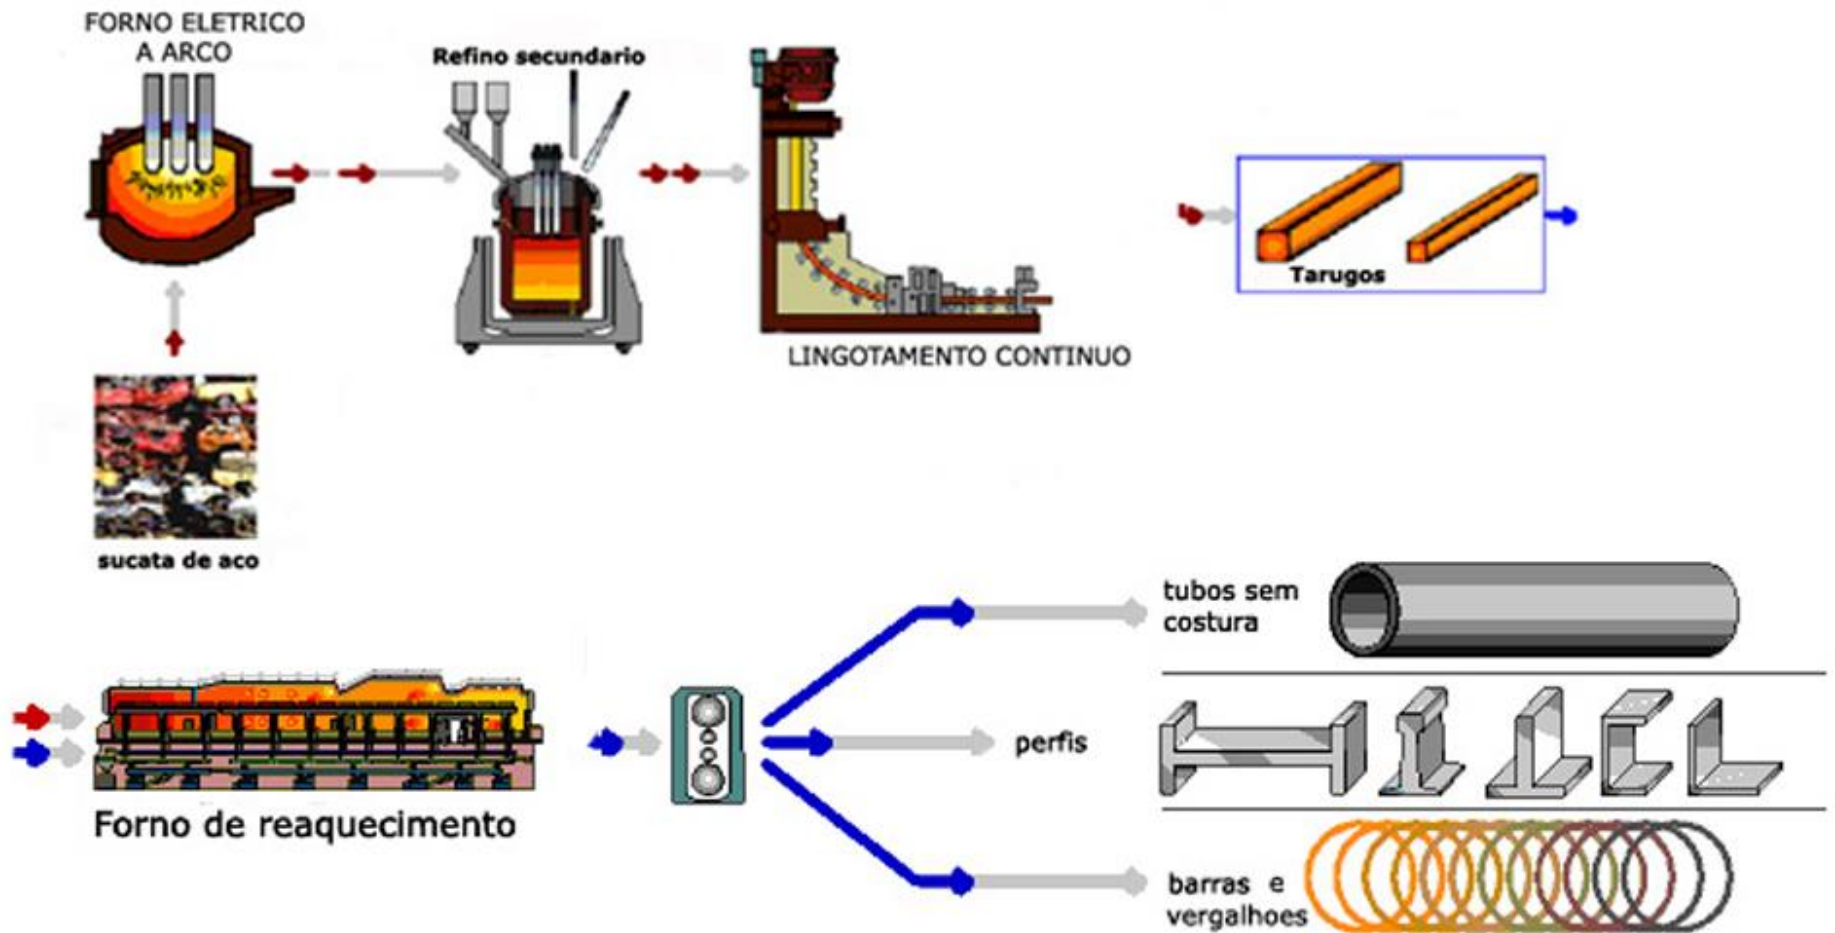 FORNO ELETRICO
A ARCO
Refino secundario
Tarugos
LINGOTAMENTO CONTINUO
sucata de aco
tubos sem
costura
perfis
Forno de reaquecimento
barras e
vergalhoes